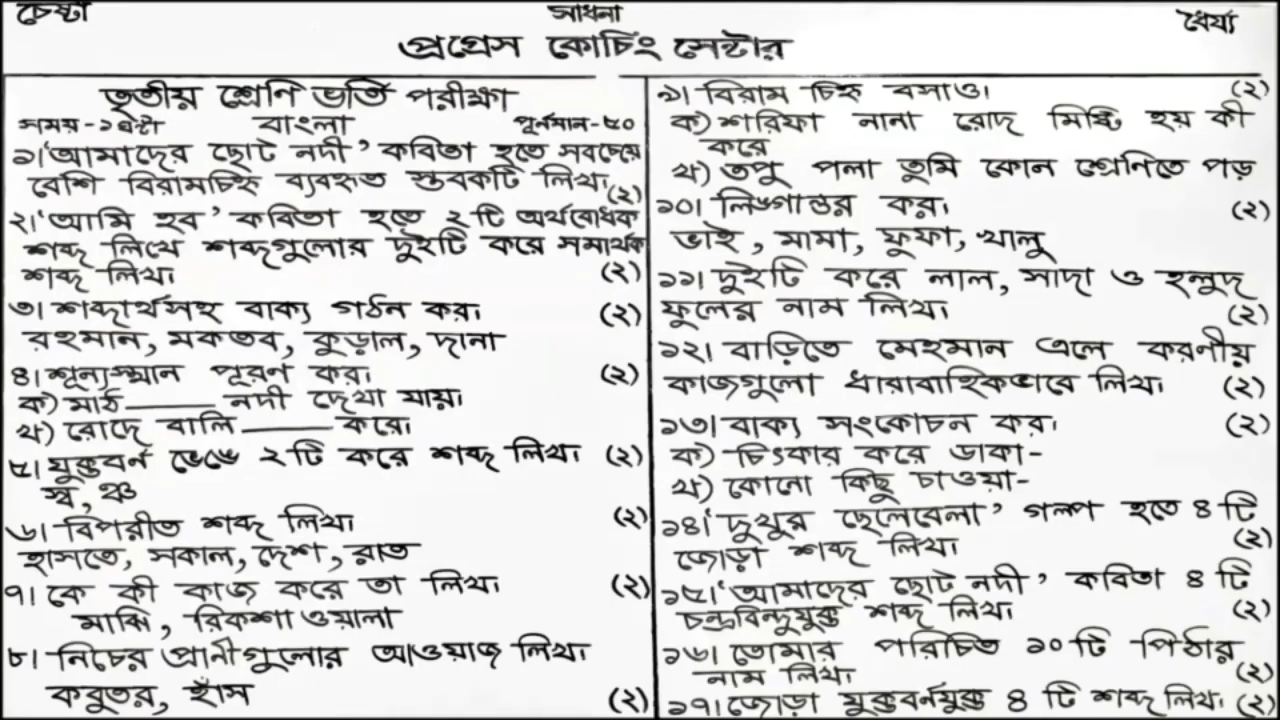 চেষ্টা
সাধনা
ধৈর্য্য
প্রগ্রেস কোচিং সেন্টার
তৃতীয় শ্রেণি ভর্তি পরীক্ষা
সময়-১ঘন্টা বাংলা পূর্নমান-৫০
১।'আমাদের ছোট নদী' কবিতা হতে সবচেয়ে
বেশি বিরামচিহ্ন ব্যবহৃত স্তবকটি লিখ। (২)
২।'আমি হব' কবিতা হতে ২টি অর্থবোধক
শব্দ লিখে শব্দগুলোর দুইটি করে সমার্থক
শব্দ লিখ। (২)
৩।শব্দার্থসহ বাক্য গঠন কর। (২)
রহমান, মকতব, কুড়াল, দানা
৪।শূন্যস্থান পূরণ কর। (২)
ক) মাঠ ______ নদী দেখা যায়।
খ) রোদে বালি ______ করে।
৫।যুক্তবর্ন ভেঙে ২টি করে শব্দ লিখ। (২)
স্ব, ঞ্চ
৬। বিপরীত শব্দ লিখ। (২)
হাসতে, সকাল, দেশ, রাত
৭। কে কী কাজ করে তা লিখ। (২)
মাঝি, রিকশাওয়ালা
৮। নিচের প্রানীগুলোর আওয়াজ লিখ।
কবুতর, হাঁস (২)
৯। বিরাম চিহ্ন বসাও। (২)
ক) শারিফা নানা রোদ মিষ্টি হয় কী
করে
খ) তপু পলা তুমি কোন শ্রেণিতে পড়
১০। লিঙ্গান্তর কর। (২)
ভাই, মামা, ফুফা, খালু
১১। দুইটি করে লাল, সাদা ও হলুদ
ফুলের নাম লিখ। (২)
১২। বাড়িতে মেহমান এলে করণীয়
কাজগুলো ধারাবাহিকভাবে লিখ। (২)
১৩। বাক্য সংকোচন কর। (২)
ক) চিৎকার করে ডাকা-
খ) কোনো কিছু চাওয়া-
১৪।'দুখুর ছেলেবেলা' গল্প হতে ৪ টি
জোড়া শব্দ লিখ। (২)
১৫।'আমাদের ছোট নদী' কবিতা ৪ টি
চন্দ্রবিন্দুযুক্ত শব্দ লিখ। (২)
১৬। তোমার পরিচিত ১০টি পিঠার
নাম লিখ। (২)
১৭।জোড়া যুক্তবর্নযুক্ত ৪ টি শব্দ লিখ। (২)